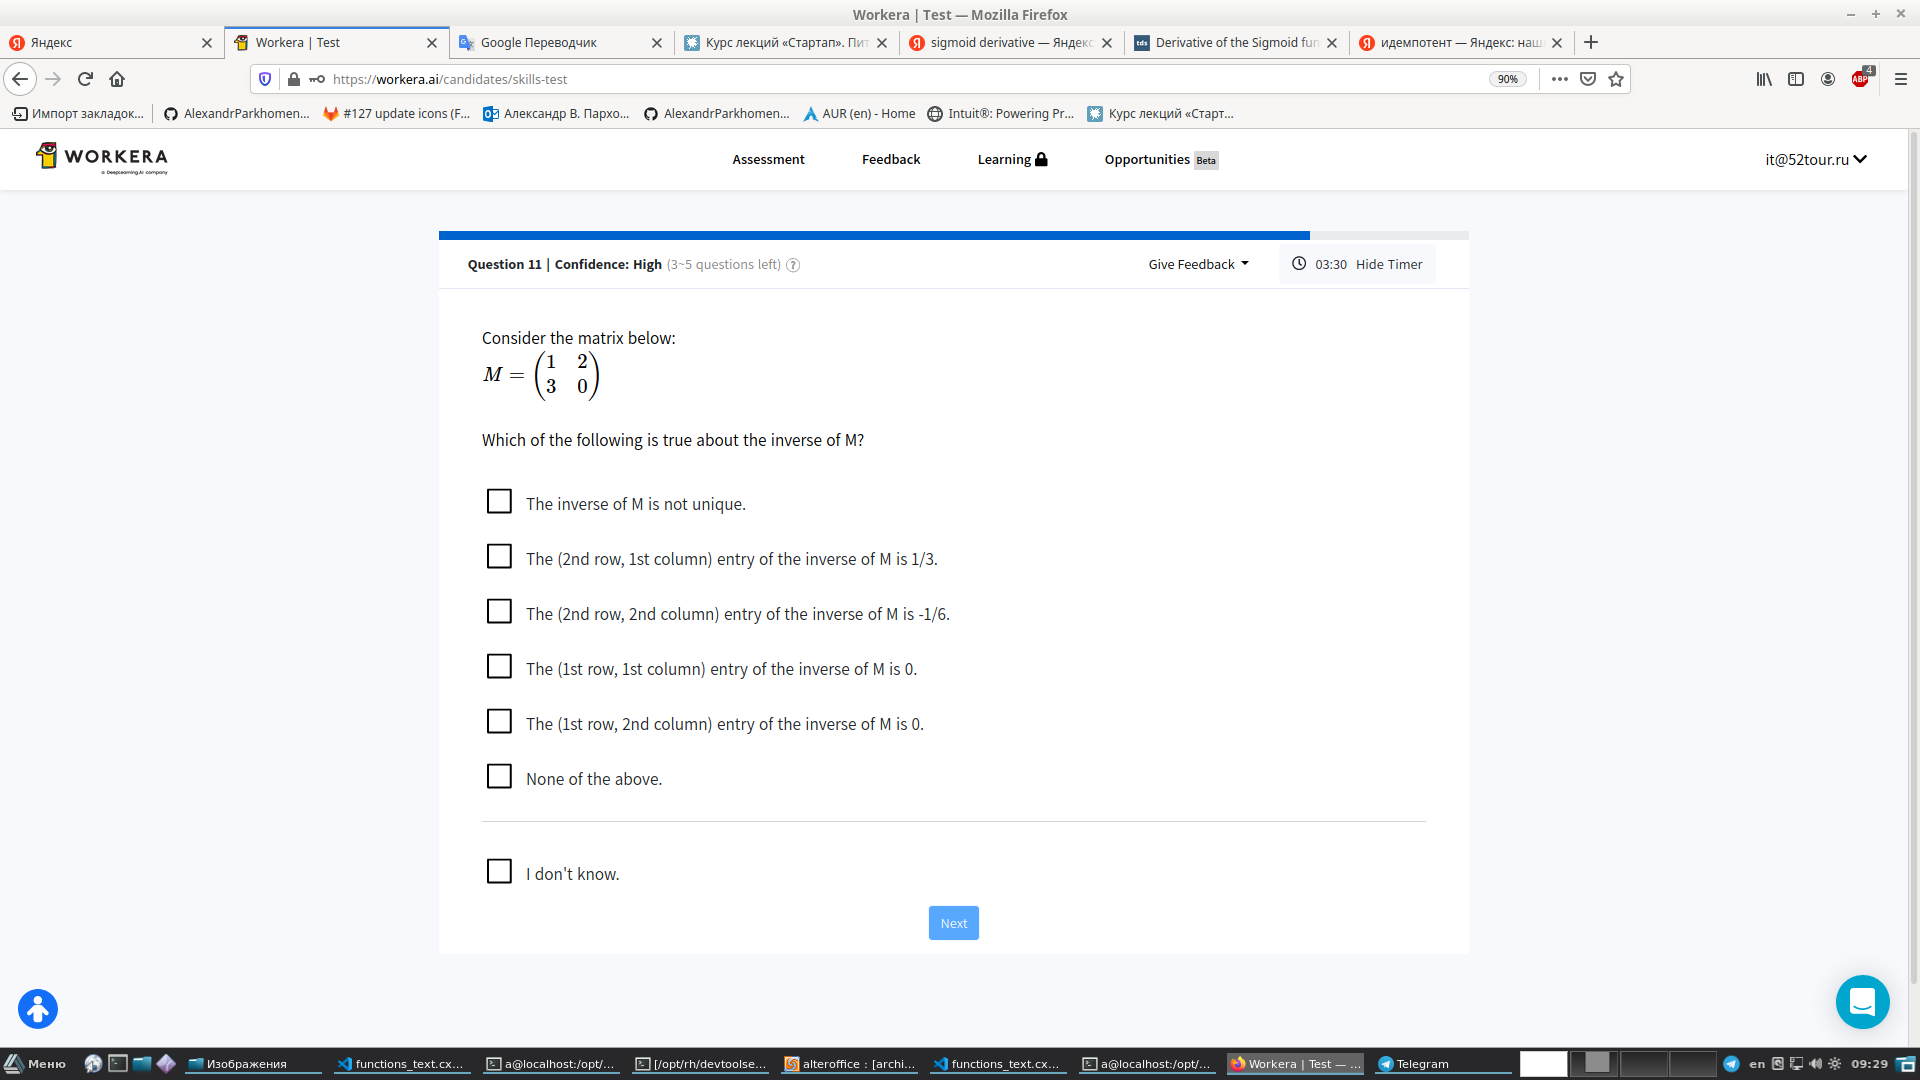 Workera | Test — Mozilla Firefox
Яндекс
Workera | Test
Google Переводчик
Курс лекций «Стартап». Пит
sigmoid derivative — Яндекс
Derivative of the Sigmoid fun
идемпотент — Яндекс: наш
https://workera.ai/candidates/skills-test
90%
4
ABP
Импорт закладок...
AlexandrParkhomen...
#127 update icons (F...
Александр В. Пархо...
AlexandrParkhomen...
AUR (en) - Home
Intuit®: Powering Pr...
Курс лекций «Старт...
WORKERA
a DeepLearning.AI company
Assessment
Feedback
Learning
Opportunities Beta
it@52tour.ru
Question 11 | Confidence: High (3~5 questions left) ?
Give Feedback
03:30 Hide Timer
Consider the matrix below:
M = (1 2
3 0)
Which of the following is true about the inverse of M?
The inverse of M is not unique.
The (2nd row, 1st column) entry of the inverse of M is 1/3.
The (2nd row, 2nd column) entry of the inverse of M is -1/6.
The (1st row, 1st column) entry of the inverse of M is 0.
The (1st row, 2nd column) entry of the inverse of M is 0.
None of the above.
I don't know.
Next
Меню
Изображения
functions_text.cx...
a@localhost:/opt/...
[/opt/rh/devtoolse...
alteroffice : [archi...
functions_text.cx...
a@localhost:/opt/...
Workera | Test — ...
Telegram
en
09:29